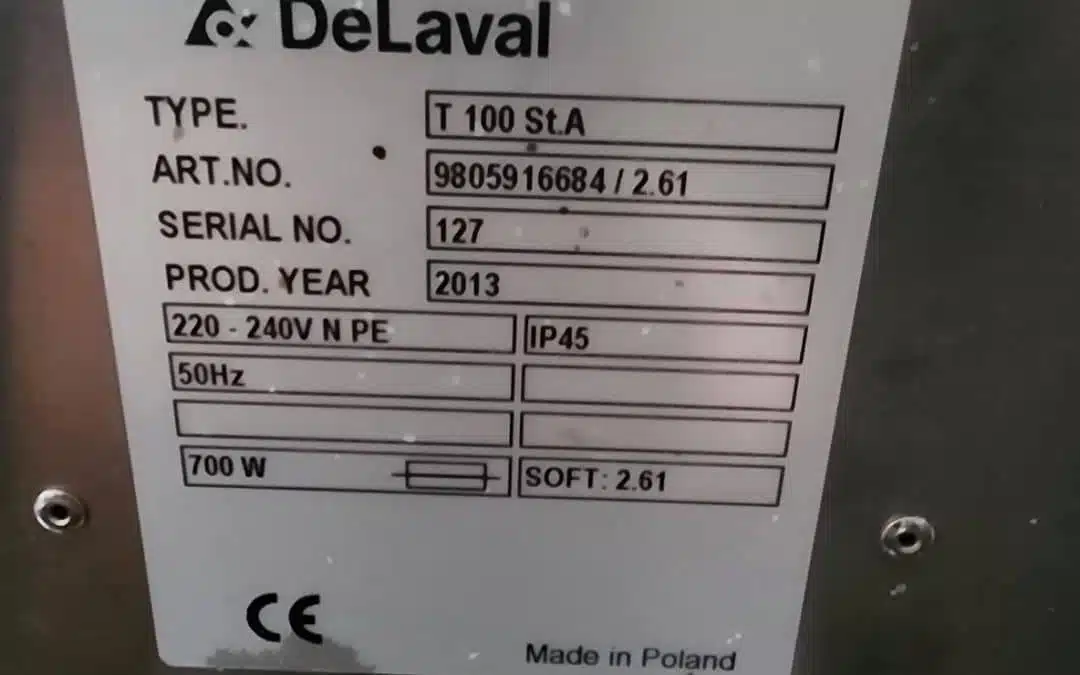 DeLaval
TYPE. T 100 St.A
ART.NO. 9805916684 / 2.61
SERIAL NO. 127
PROD. YEAR 2013
220 - 240V N PE IP45
50Hz
700 W SOFT: 2.61
CE
Made in Poland